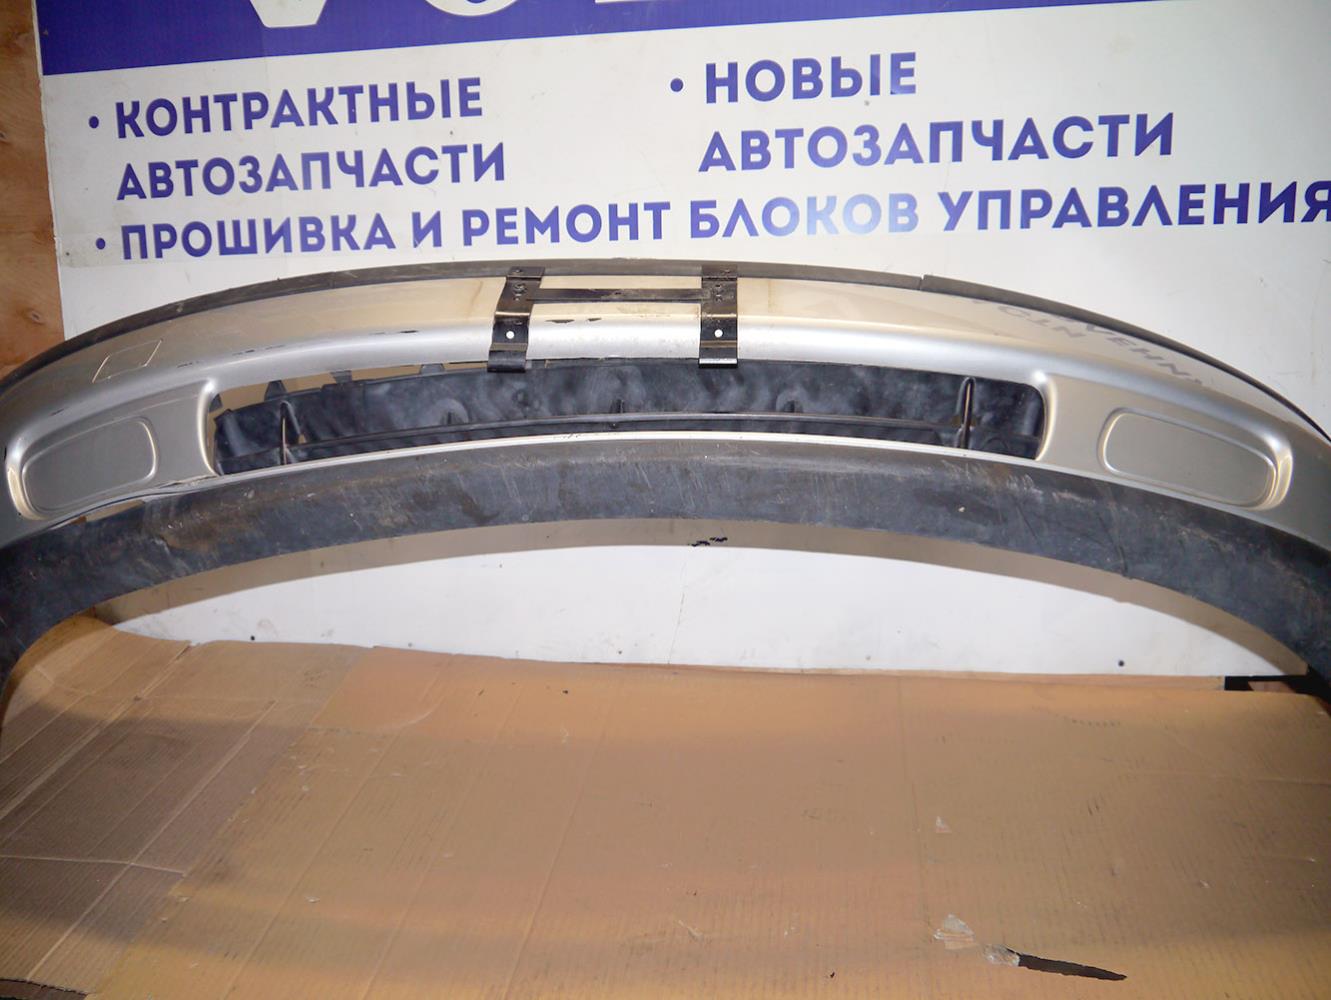 • КОНТРАКТНЫЕ
АВТОЗАПЧАСТИ
• НОВЫЕ
АВТОЗАПЧАСТИ
• ПРОШИВКА И РЕМОНТ БЛОКОВ УПРАВЛЕНИЯ